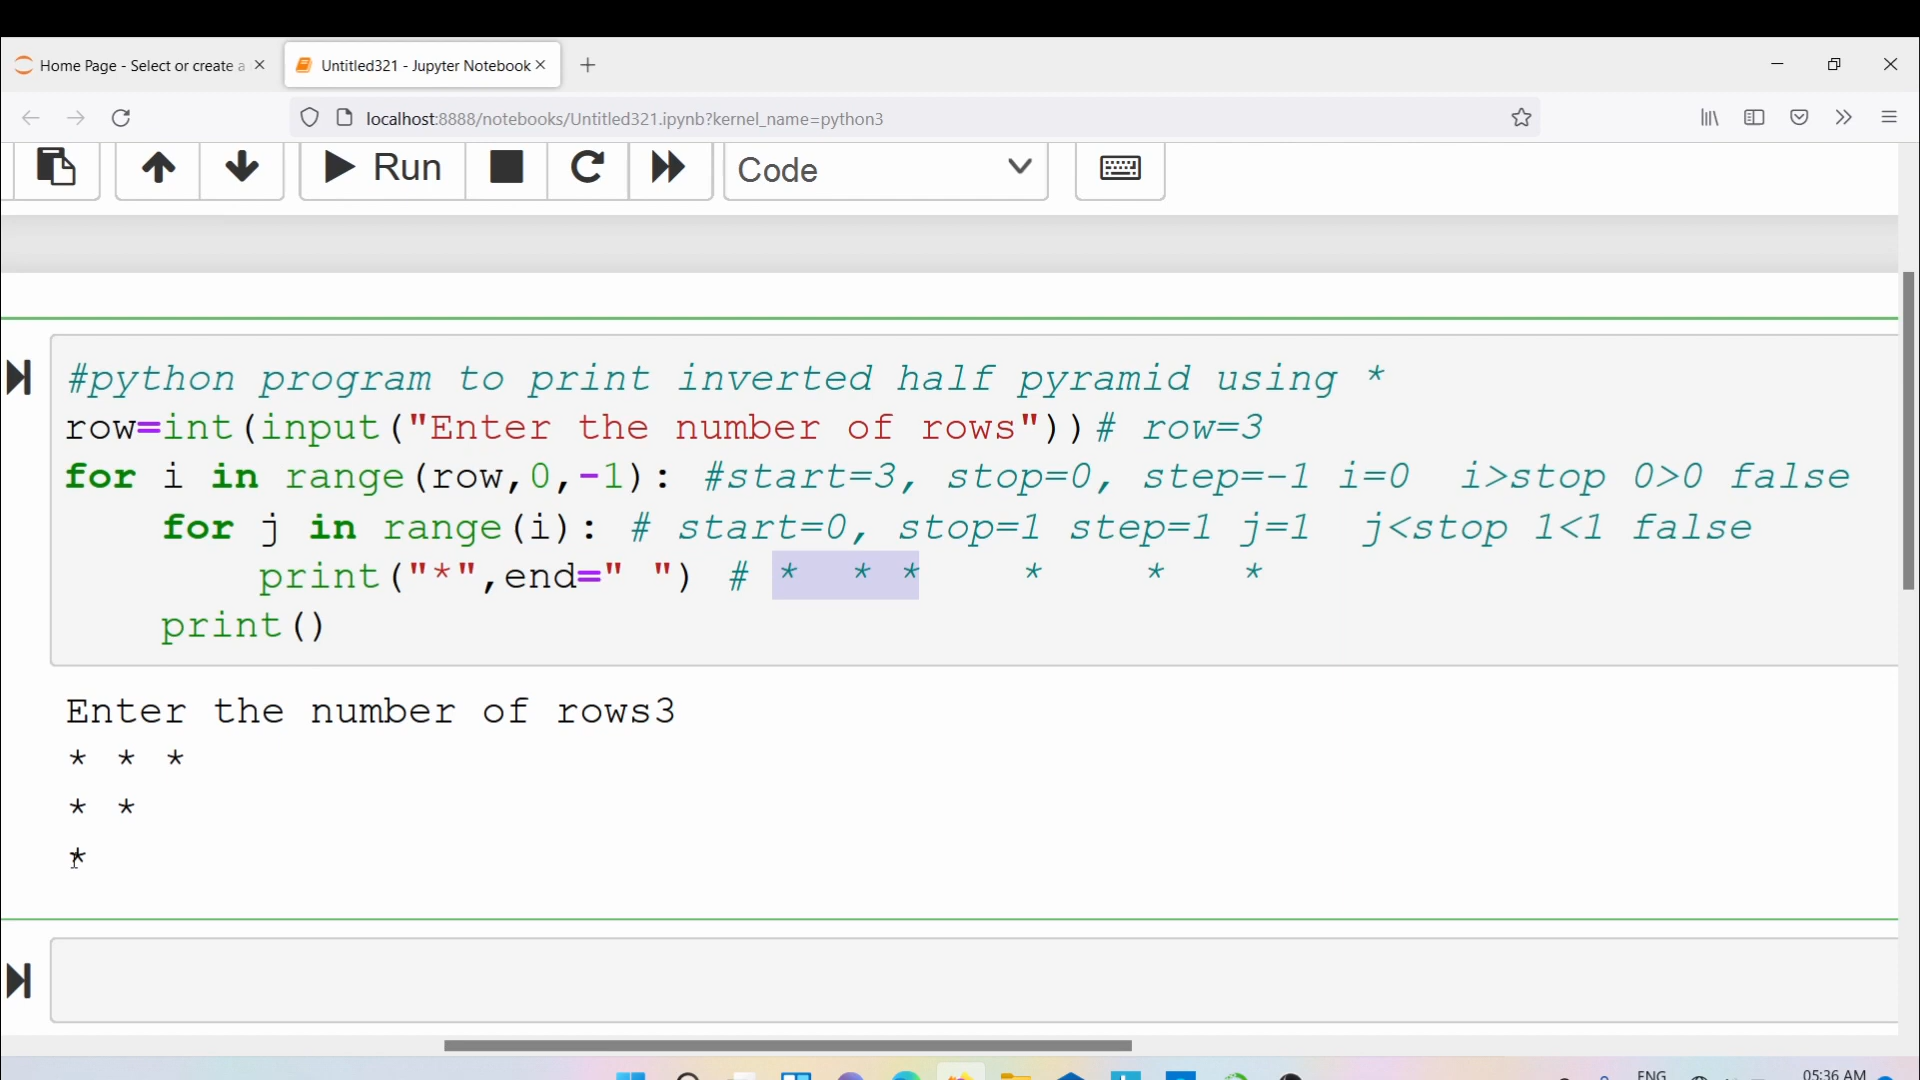 Home Page - Select or create a
Untitled321 - Jupyter Notebook
localhost:8888/notebooks/Untitled321.ipynb?kernel_name=python3
Run
Code
#python program to print inverted half pyramid using *
row=int(input("Enter the number of rows"))# row=3
for i in range(row,0,-1): #start=3, stop=0, step=-1 i=0  i>stop 0>0 false
    for j in range(i): # start=0, stop=1 step=1 j=1  j<stop 1<1 false
        print("*",end=" ") # *  * *    *    *   *
    print()
Enter the number of rows3
* * *
* *
*
ENG
05:36 AM